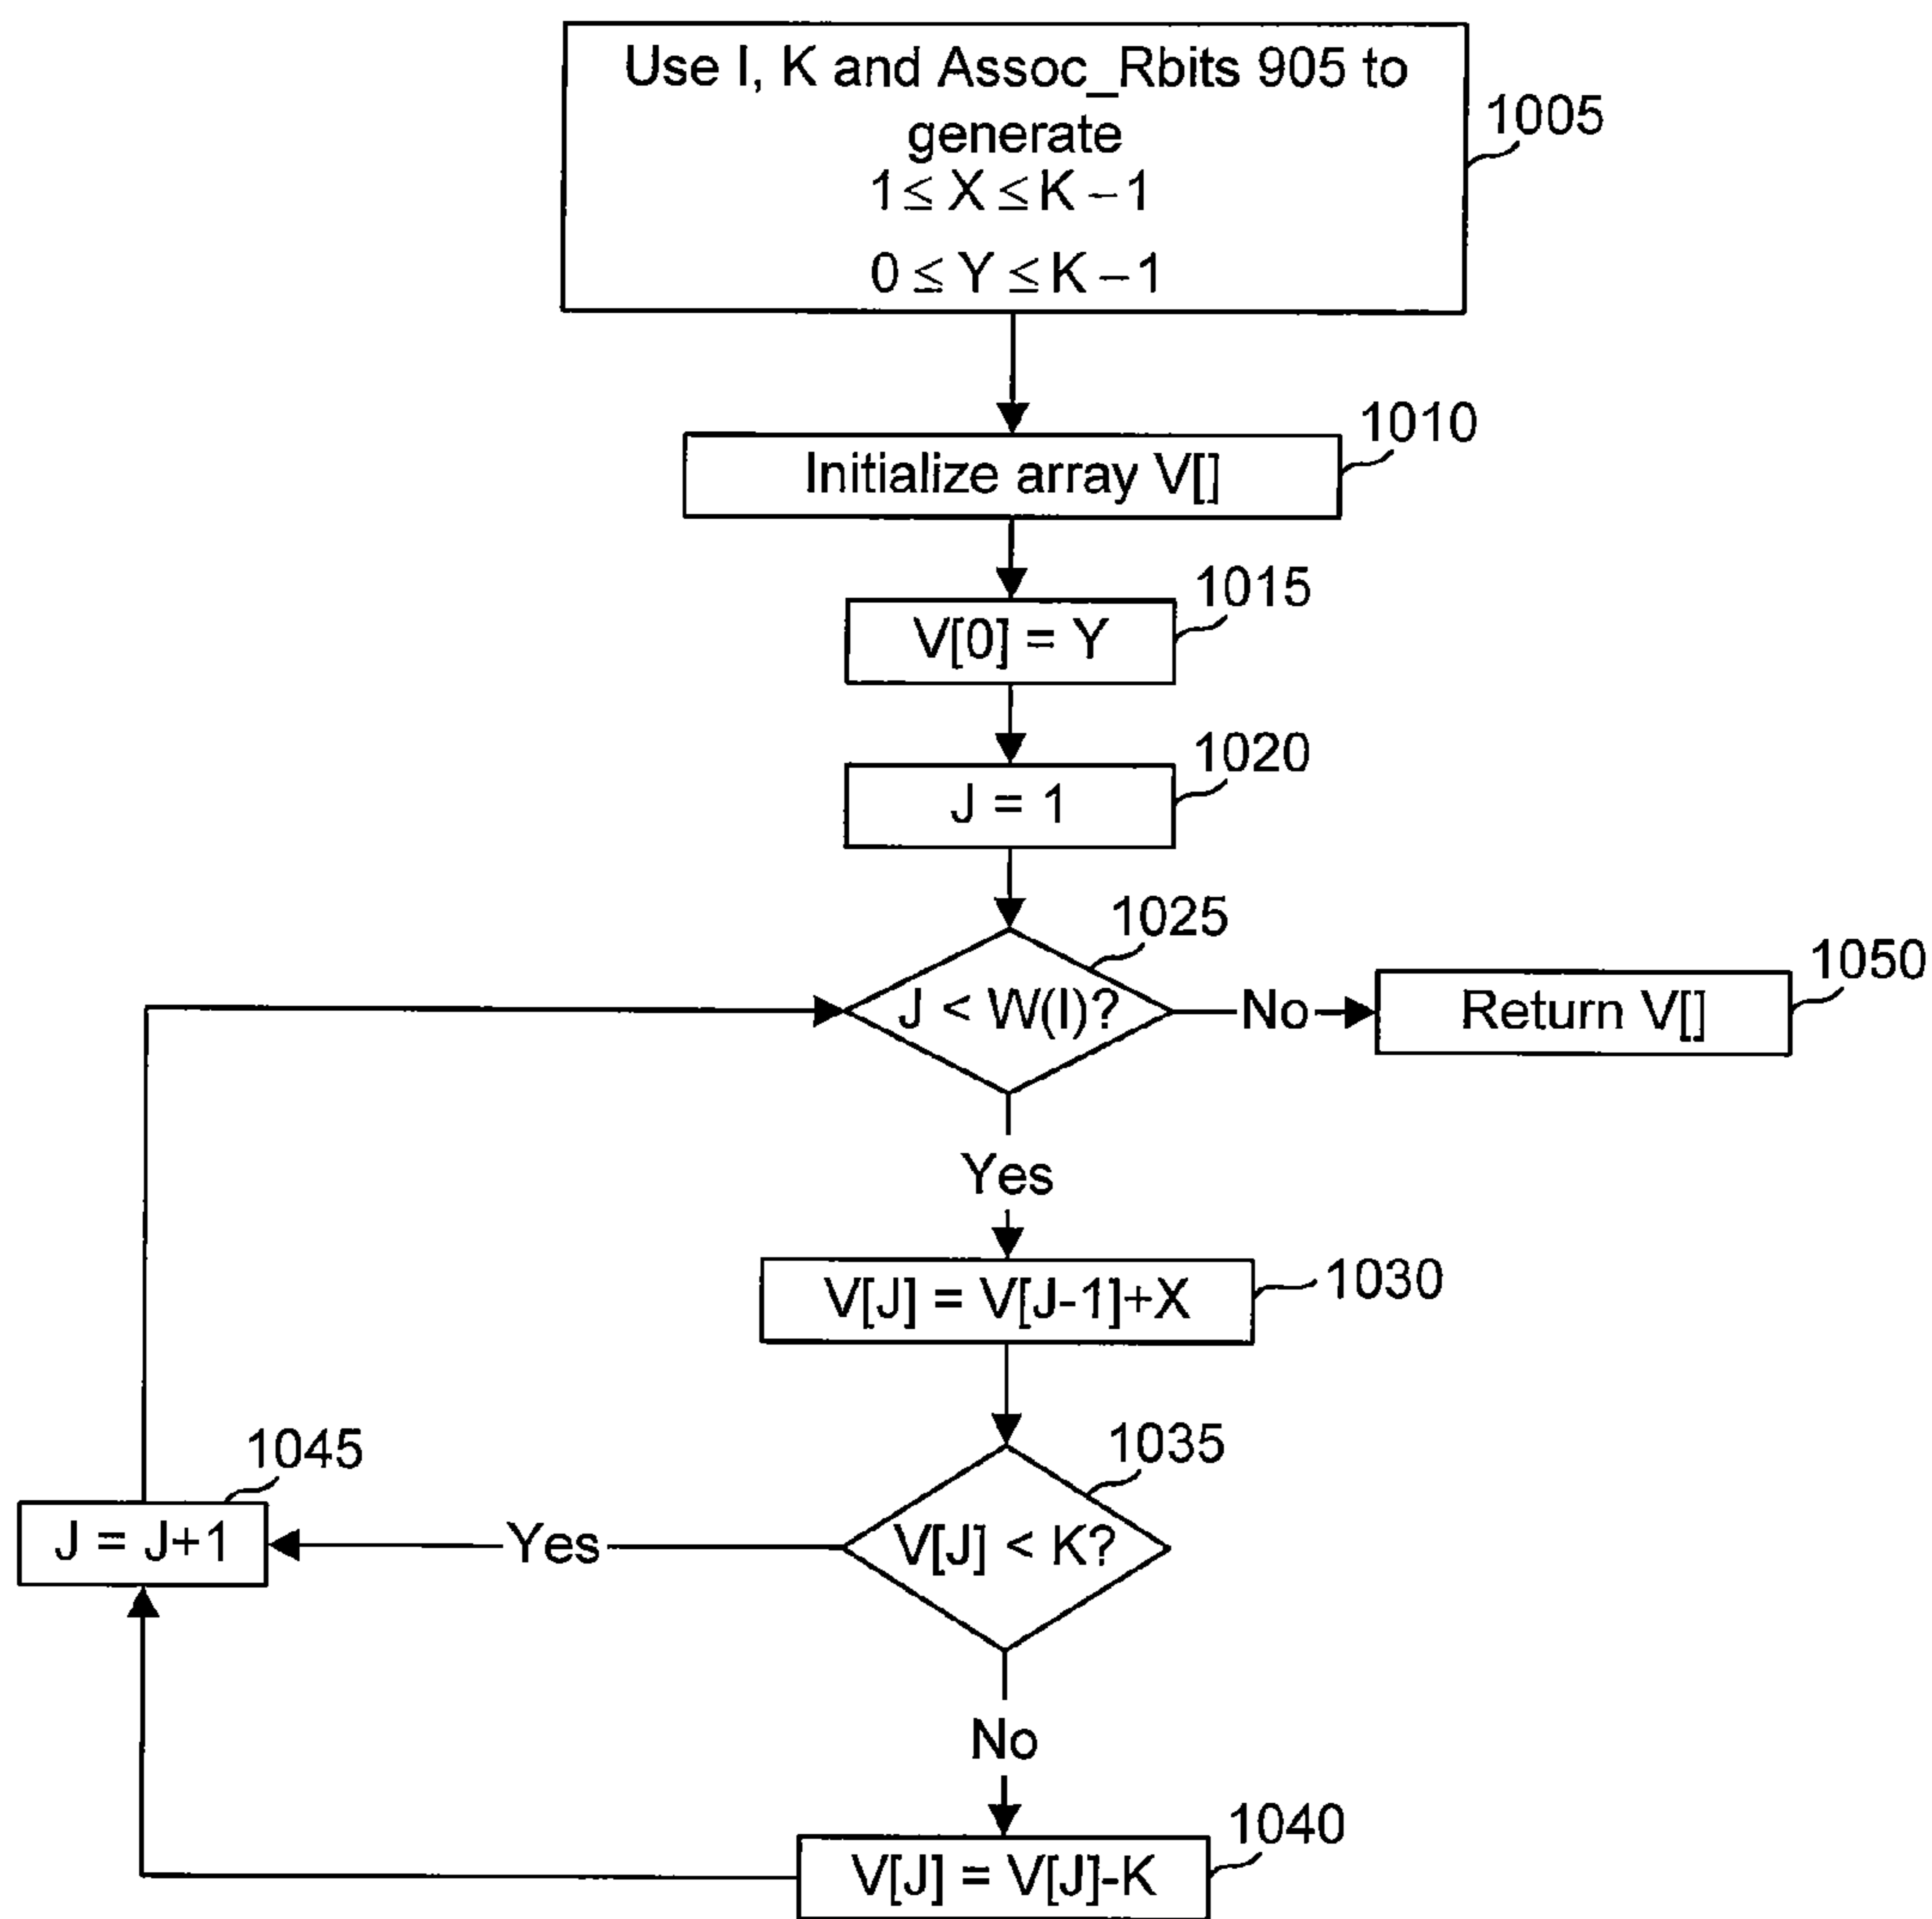 Use I, K and Assoc_Rbits 905 to
generate
1 ≤ X ≤ K – 1
0 ≤ Y ≤ K – 1
1005
Initialize array V[]
1010
V[0] = Y
1015
J = 1
1020
J < W(I)?
1025
No
Return V[]
1050
Yes
V[J] = V[J-1]+X
1030
V[J] < K?
1035
Yes
J = J+1
1045
No
V[J] = V[J]-K
1040